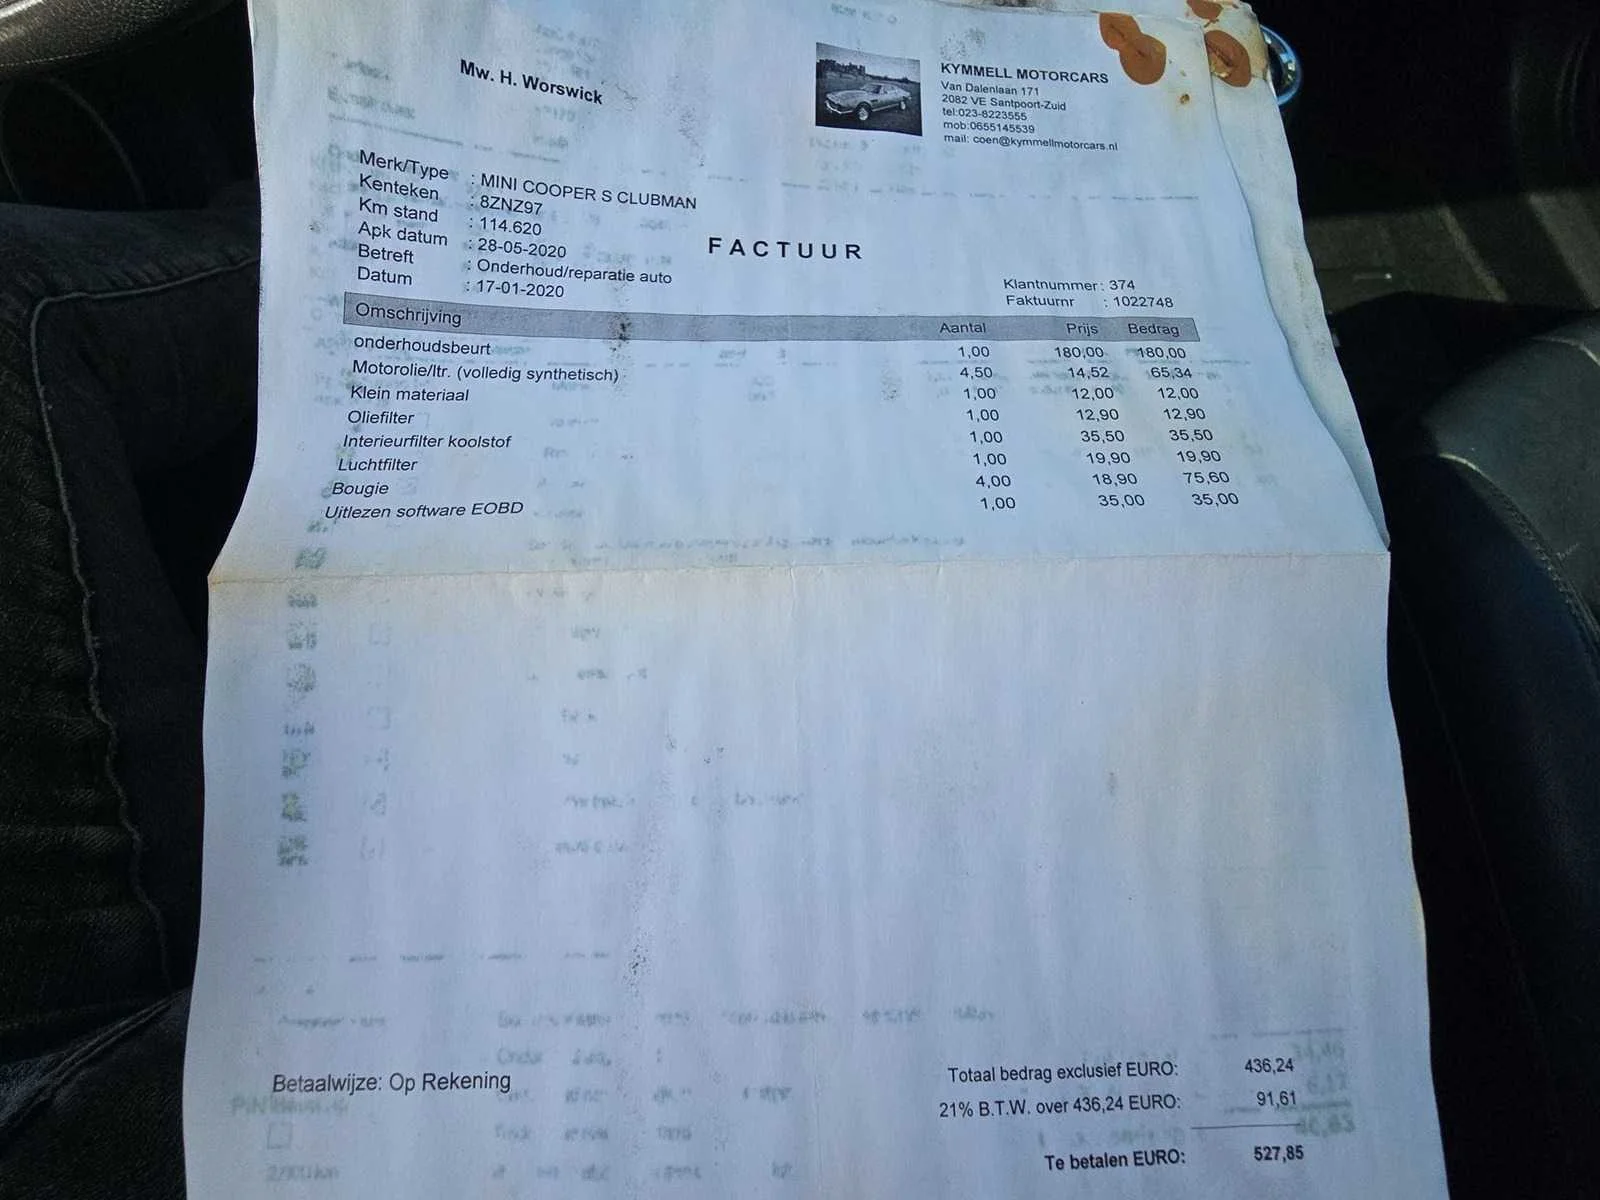 Mw. H. Worswick
KYMMELL MOTORCARS
Van Dalenlaan 171
2082 VE Santpoort-Zuid
tel:023-8223555
mob:0655145539
mail: coen@kymmellmotorcars.nl
Merk/Type : MINI COOPER S CLUBMAN
Kenteken : 8ZNZ97
Km stand : 114.620
Apk datum : 28-05-2020
Betreft : Onderhoud/reparatie auto
Datum : 17-01-2020
FACTUUR
Klantnummer : 374
Faktuurnr : 1022748
Omschrijving Aantal Prijs Bedrag
onderhoudsbeurt 1,00 180,00 180,00
Motorolie/ltr. (volledig synthetisch) 4,50 14,52 65,34
Klein materiaal 1,00 12,00 12,00
Oliefilter 1,00 12,90 12,90
Interieurfilter koolstof 1,00 35,50 35,50
Luchtfilter 1,00 19,90 19,90
Bougie 4,00 18,90 75,60
Uitlezen software EOBD 1,00 35,00 35,00
Betaalwijze: Op Rekening
Totaal bedrag exclusief EURO: 436,24
21% B.T.W. over 436,24 EURO: 91,61
Te betalen EURO: 527,85